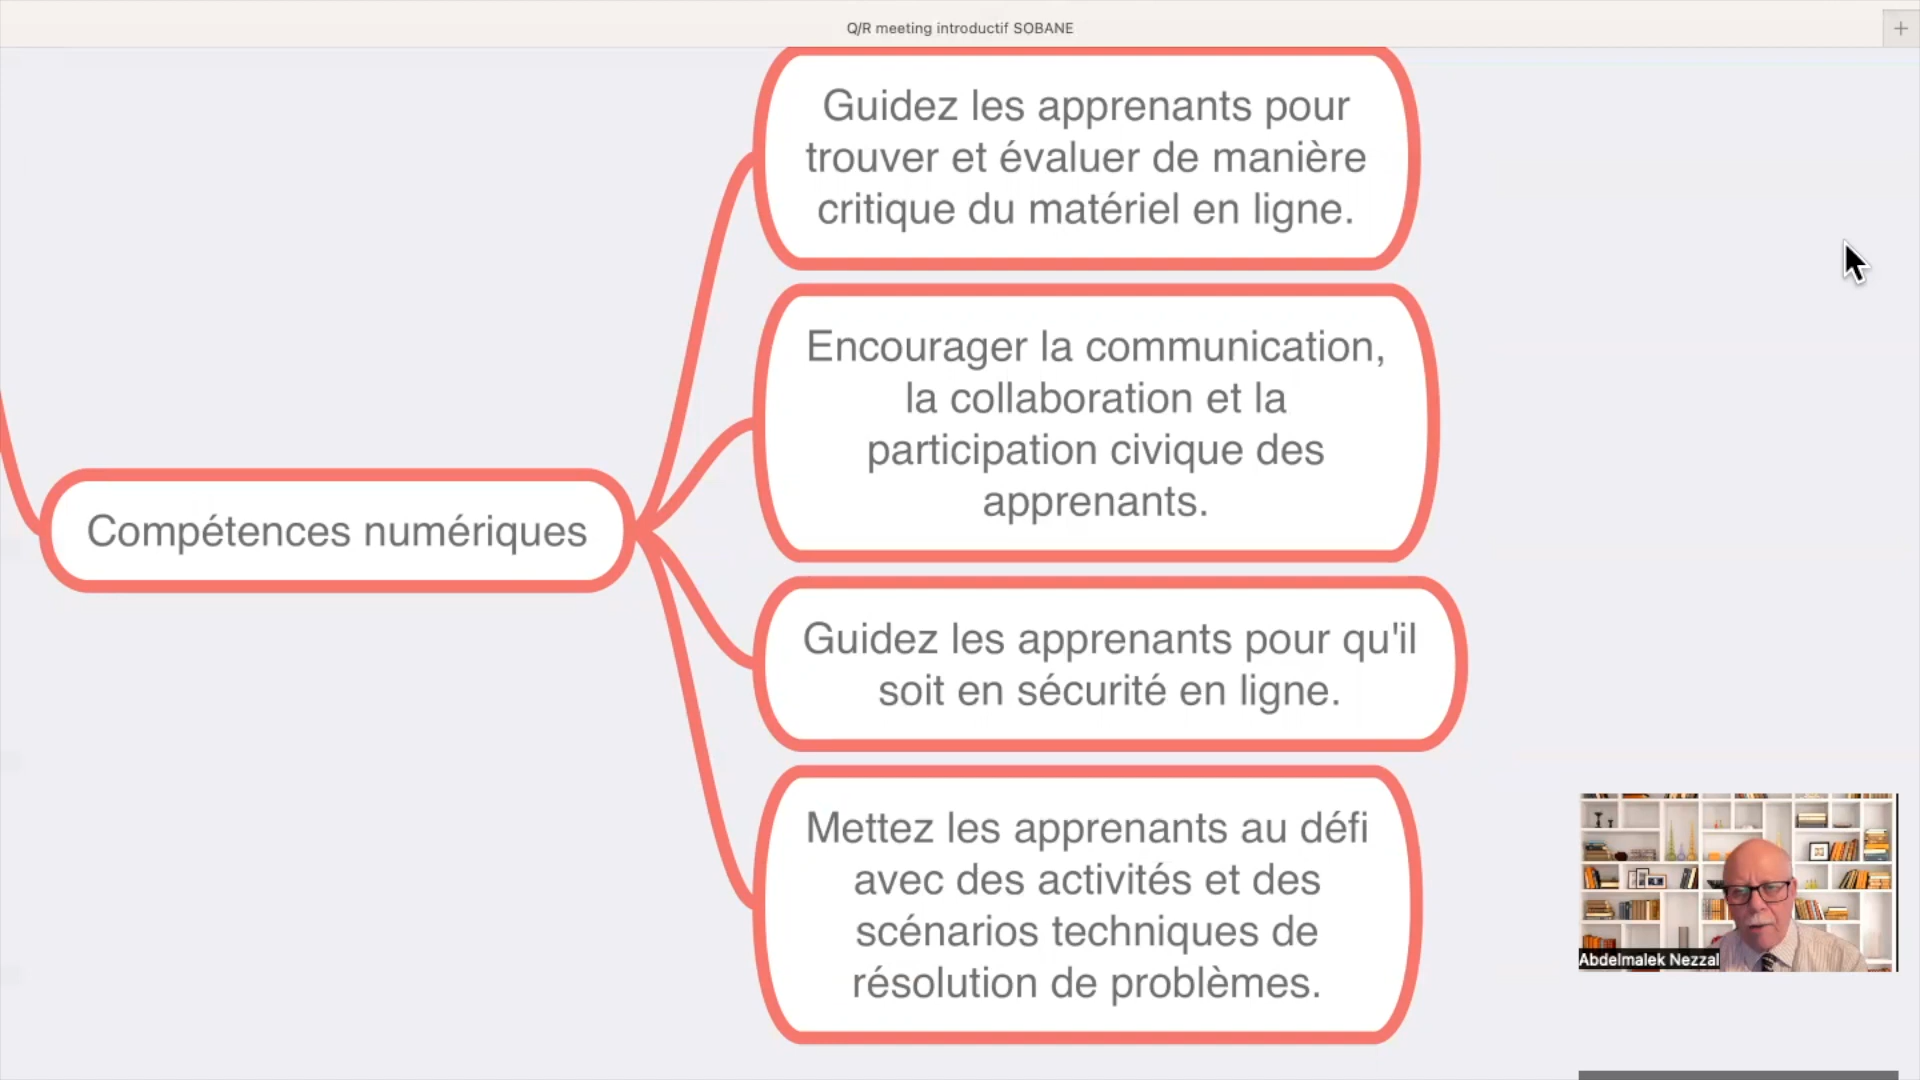 Q/R meeting introductif SOBANE
Guidez les apprenants pour
trouver et évaluer de manière
critique du matériel en ligne.
Encourager la communication,
la collaboration et la
participation civique des
apprenants.
Compétences numériques
Guidez les apprenants pour qu'il
soit en sécurité en ligne.
Mettez les apprenants au défi
avec des activités et des
scénarios techniques de
résolution de problèmes.
Abdelmalek Nezzal